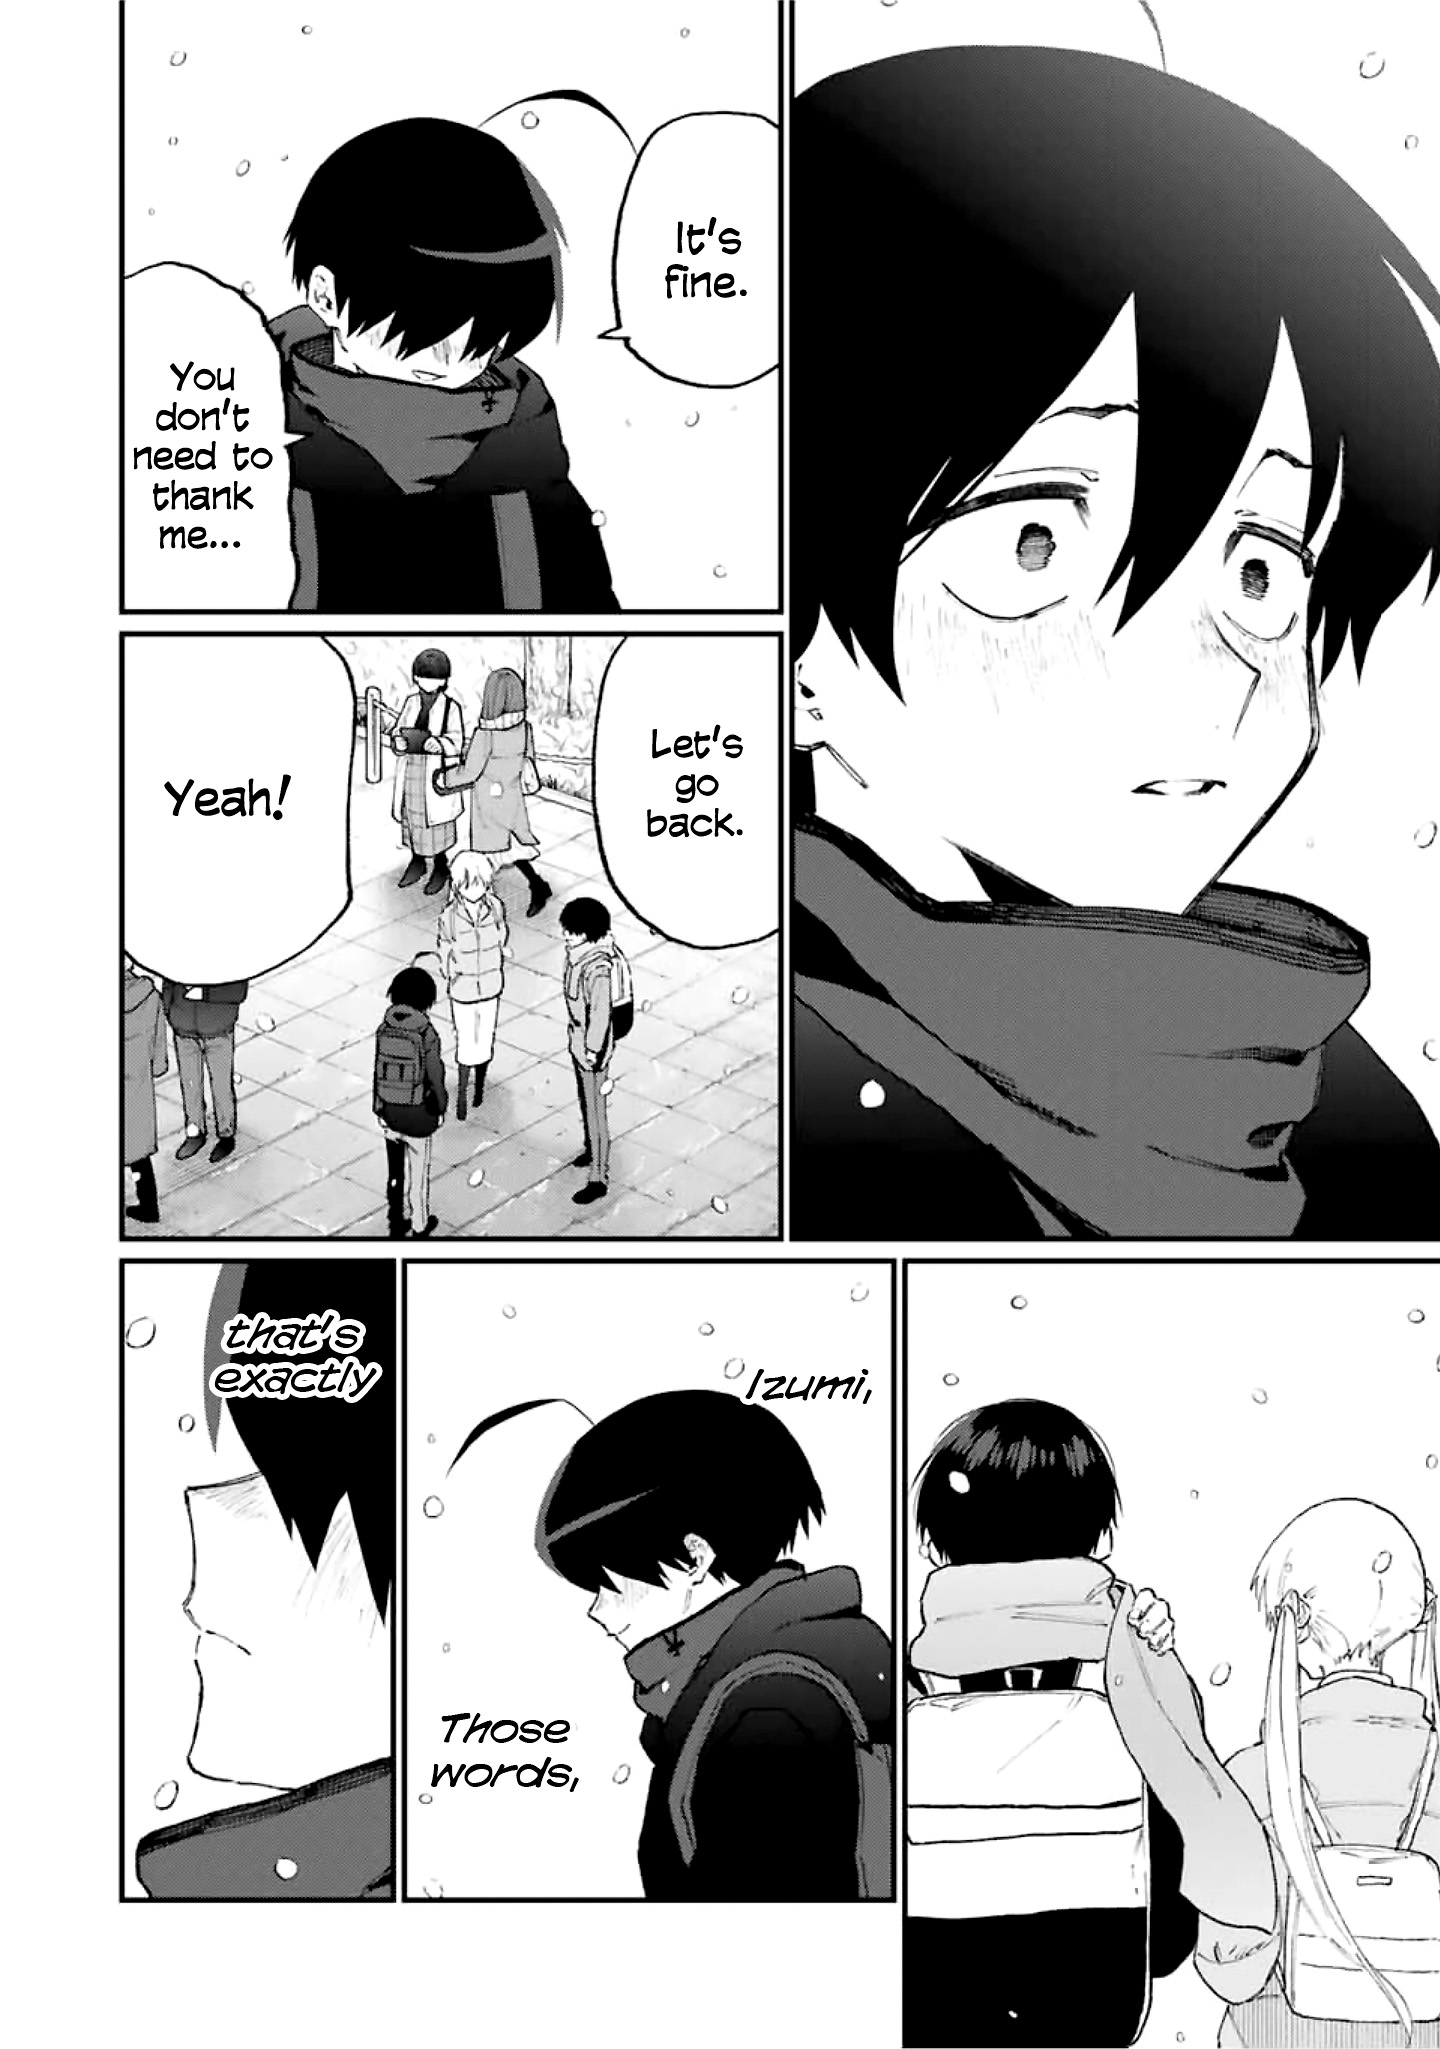 It's
fine.
You
don't
need to
thank
me...
Let's
go
back.
Yeah!
Izumi,
Those
words,
that's
exactly